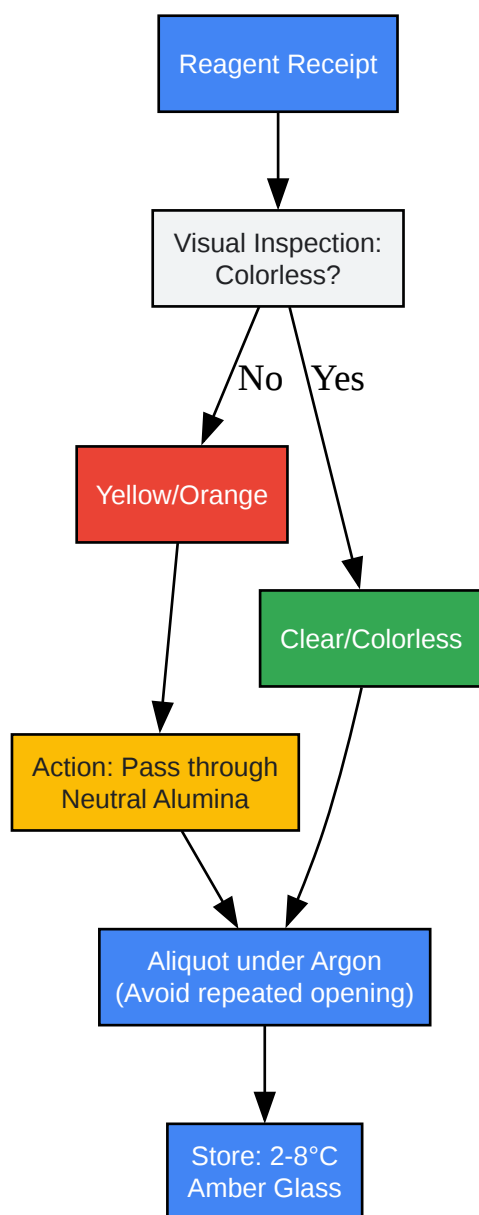 Reagent Receipt
Visual Inspection:
Colorless?
No
Yes
Yellow/Orange
Clear/Colorless
Action: Pass through
Neutral Alumina
Aliquot under Argon
(Avoid repeated opening)
Store: 2-8°C
Amber Glass